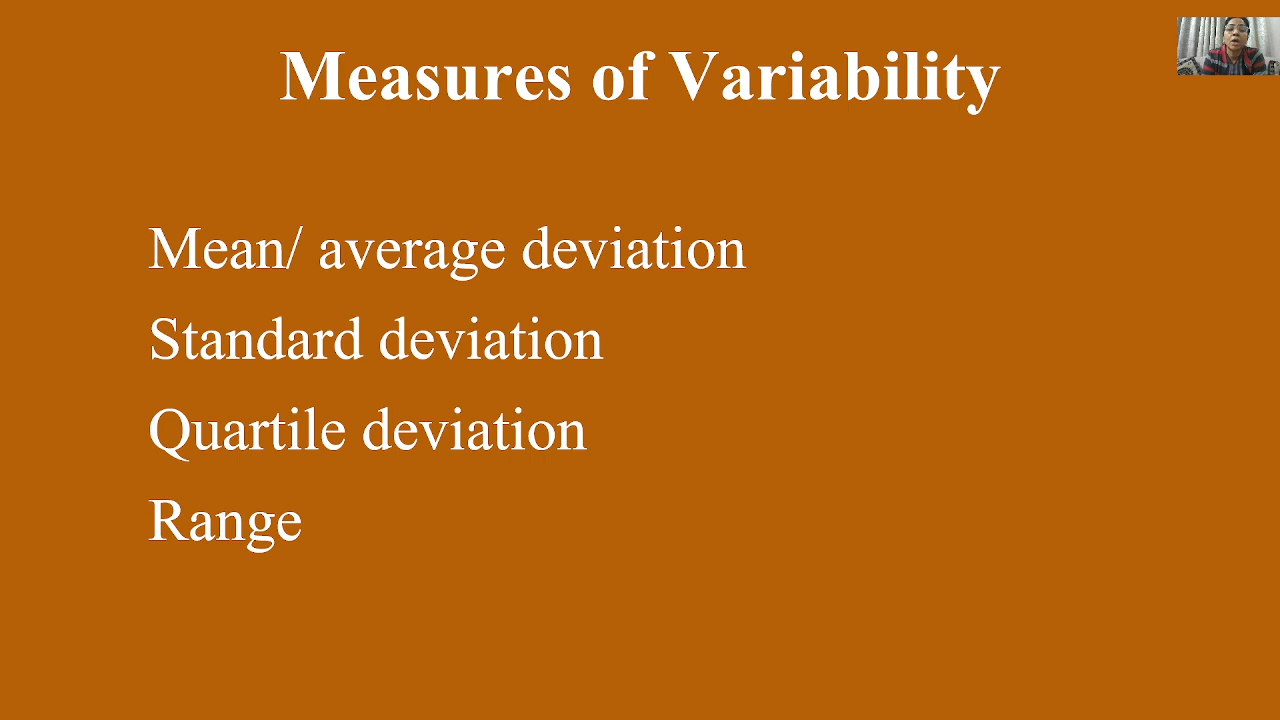 Measures of Variability
Mean/ average deviation
Standard deviation
Quartile deviation
Range